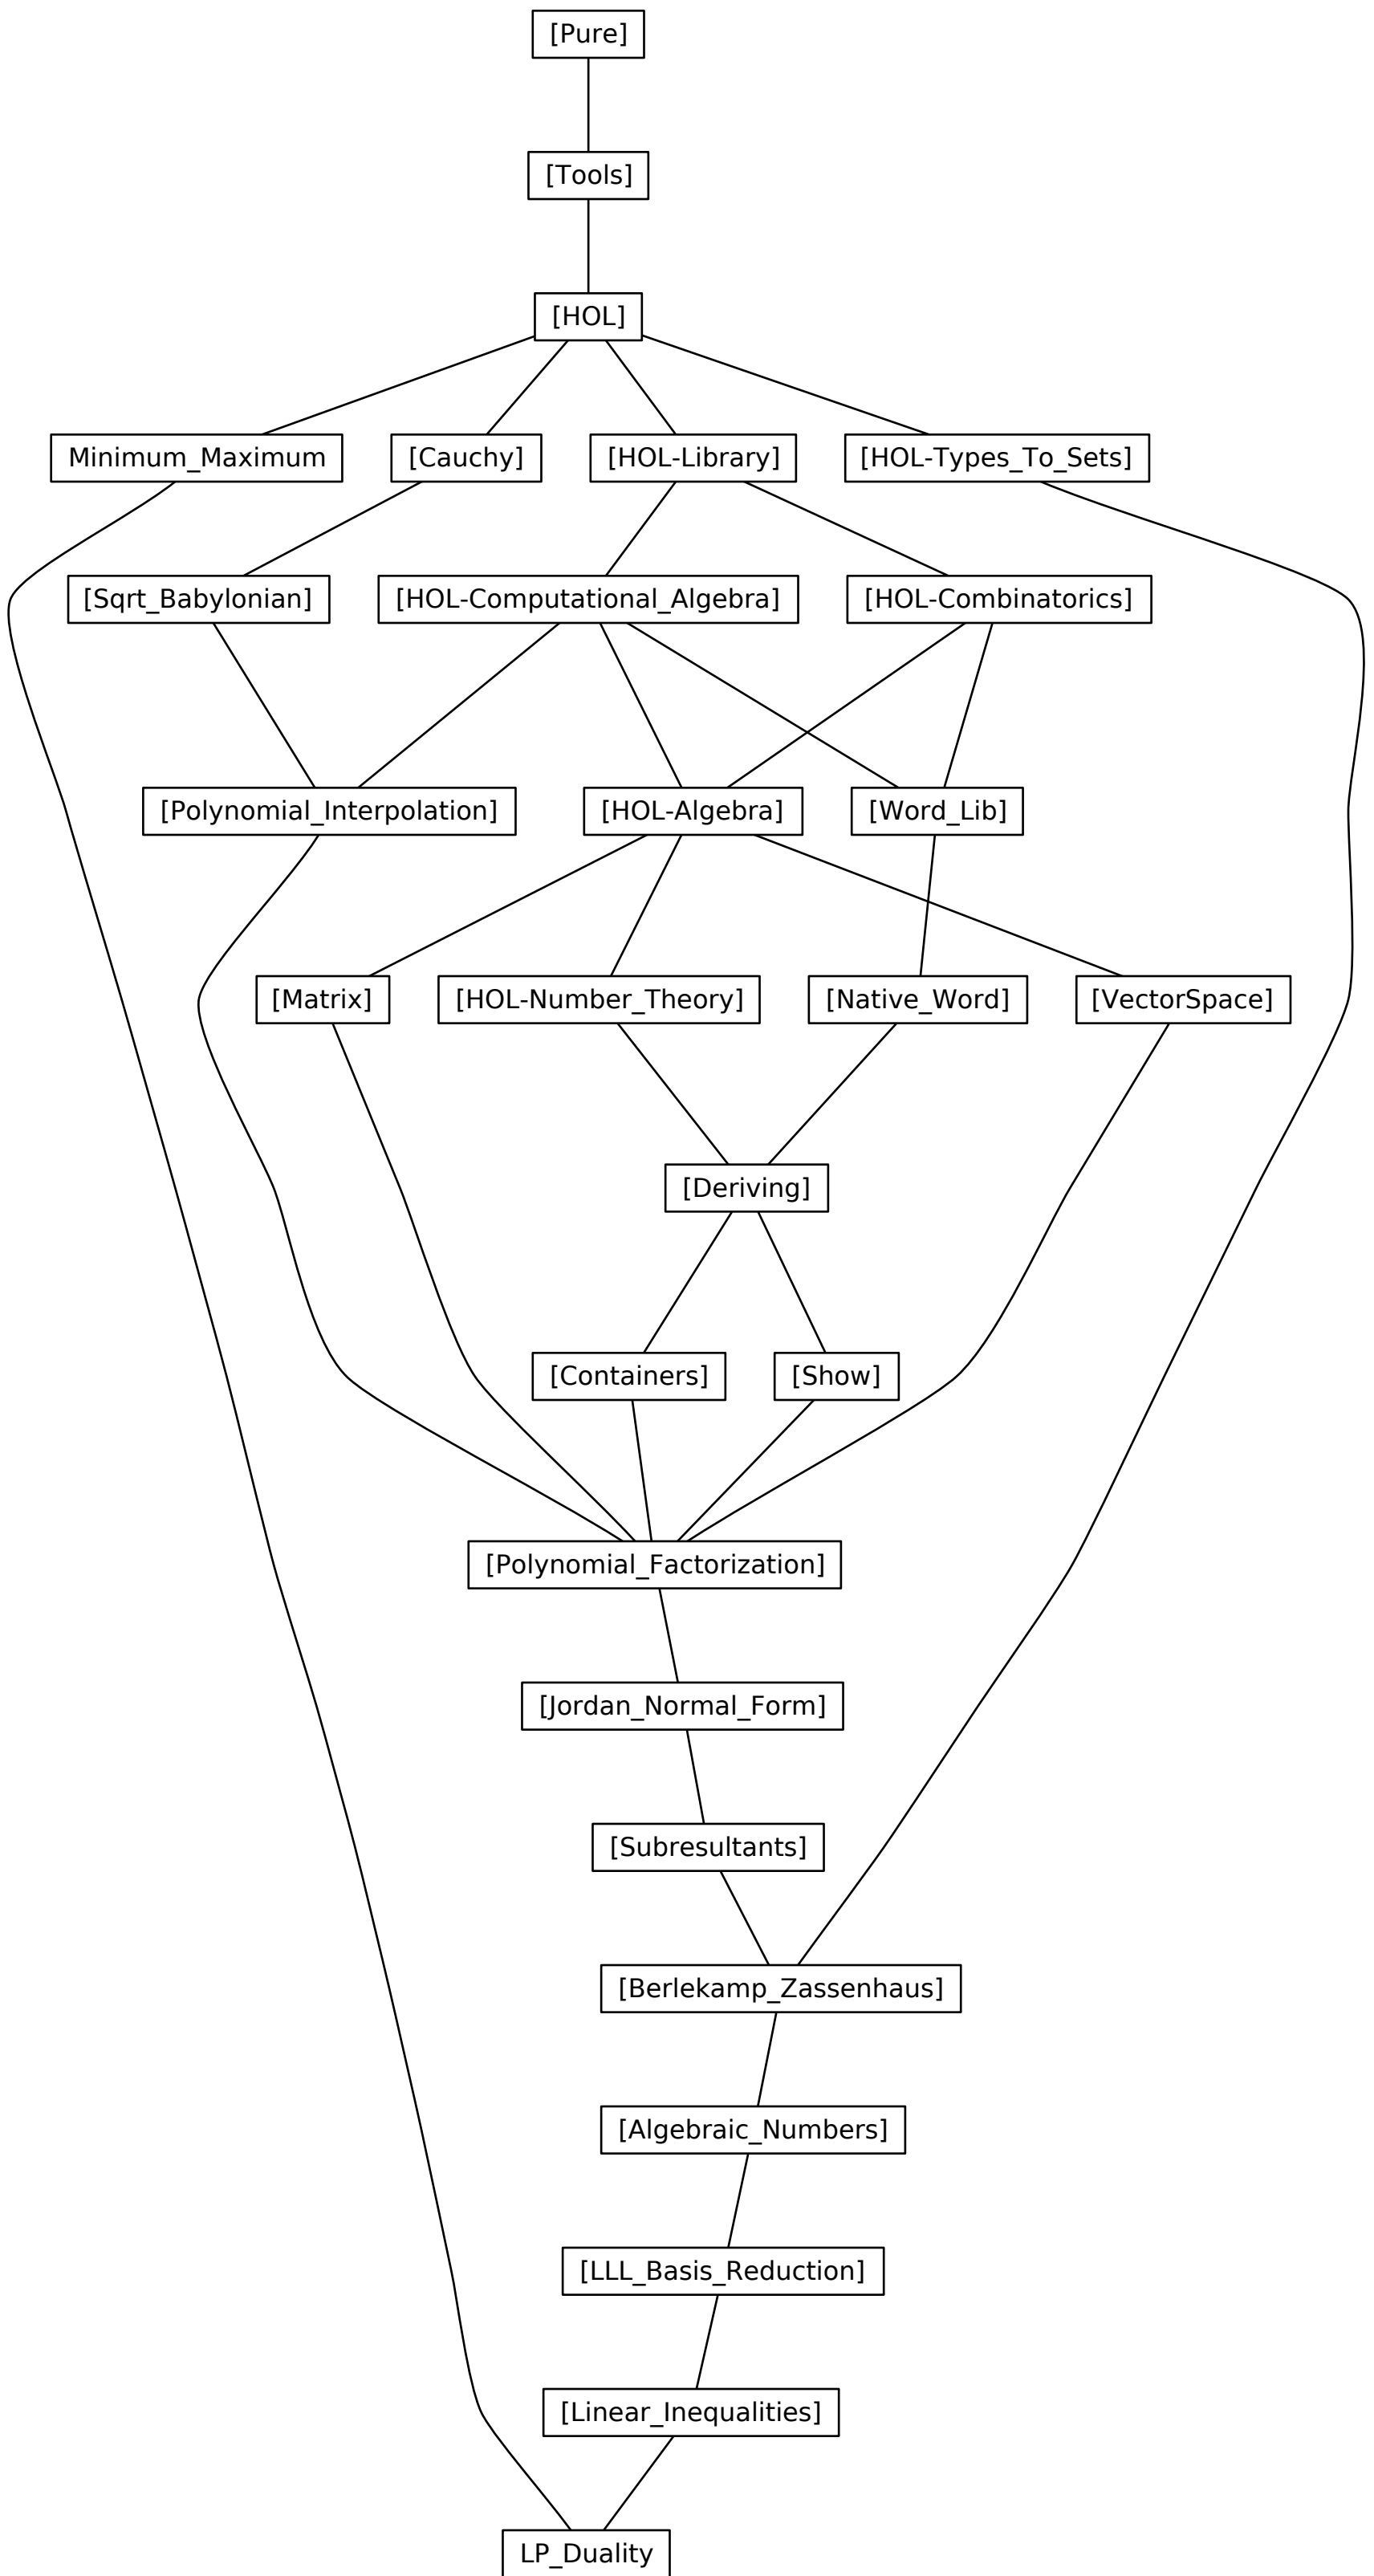 [Pure]
[Tools]
[HOL]
Minimum_Maximum
[Cauchy]
[HOL-Library]
[HOL-Types_To_Sets]
[Sqrt_Babylonian]
[HOL-Computational_Algebra]
[HOL-Combinatorics]
[Polynomial_Interpolation]
[HOL-Algebra]
[Word_Lib]
[Matrix]
[HOL-Number_Theory]
[Native_Word]
[VectorSpace]
[Deriving]
[Containers]
[Show]
[Polynomial_Factorization]
[Jordan_Normal_Form]
[Subresultants]
[Berlekamp_Zassenhaus]
[Algebraic_Numbers]
[LLL_Basis_Reduction]
[Linear_Inequalities]
LP_Duality